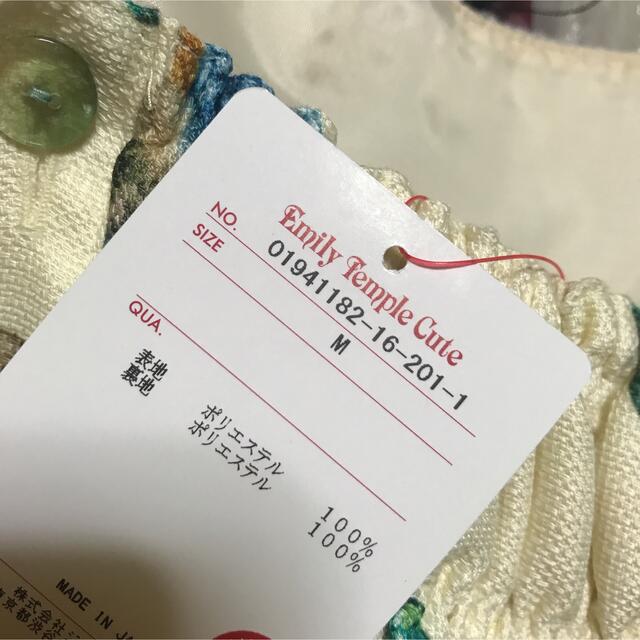 Emily Temple Cute
NO. 01941182-16-201-1
SIZE M
QUA.
表地 ポリエステル 100%
裏地 ポリエステル 100%
MADE IN
株式会社
東京都渋谷